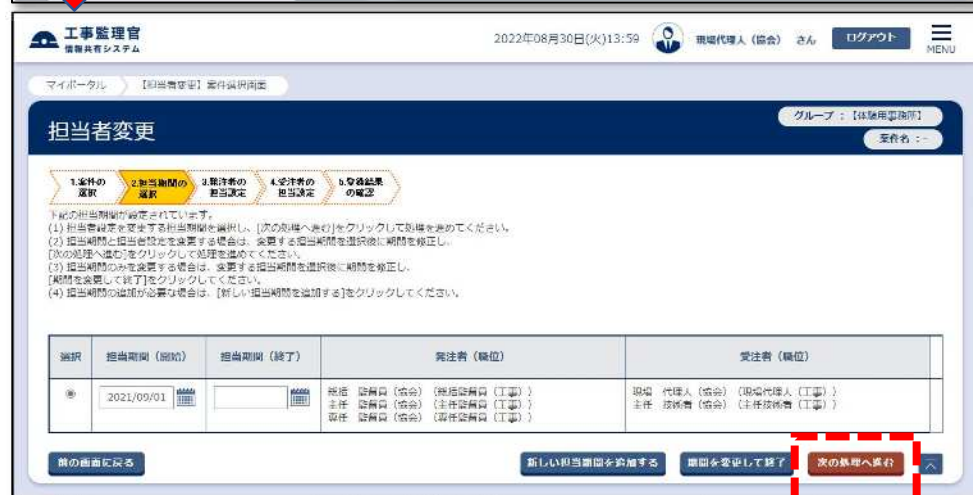 工事監理官
情報共有システム
2022年08月30日(火)13:59
現場代理人（協会） さん
ログアウト
MENU
マイポータル
【担当者変更】案件選択画面
担当者変更
グループ：【体験用事務所】
案件名：-
1.案件の
選択
2.担当期間の
選択
3.発注者の
担当設定
4.受注者の
担当設定
5.登録結果
の確認
下記の担当期間が設定されています。
(1) 担当者設定を変更する担当期間を選択し、[次の処理へ進む]をクリックして処理を進めてください。
(2) 担当期間と担当者設定を変更する場合は、変更する担当期間を選択後に期間を修正し、
[次の処理へ進む]をクリックして処理を進めてください。
(3) 担当期間のみを変更する場合は、変更する担当期間を選択後に期間を修正し、
[期間を変更して終了]をクリックしてください。
(4) 担当期間の追加が必要な場合は、[新しい担当期間を追加する]をクリックしてください。
選択 担当期間（開始） 担当期間（終了） 発注者（職位） 受注者（職位）
2021/09/01
総括 監督員（協会）（総括監督員（工事））
主任 監督員（協会）（主任監督員（工事））
専任 監督員（協会）（専任監督員（工事））
現場 代理人（協会）（現場代理人（工事））
主任 技術者（協会）（主任技術者（工事））
前の画面に戻る
新しい担当期間を追加する
期間を変更して終了
次の処理へ進む